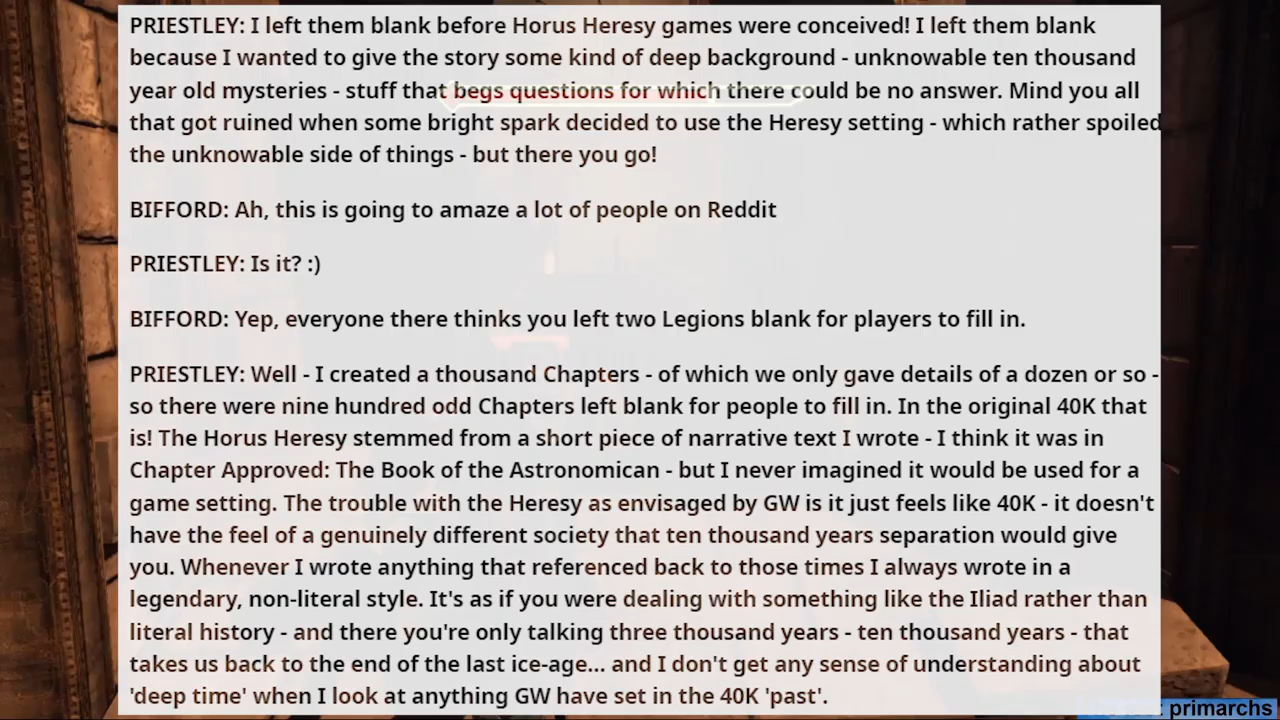 PRIESTLEY: I left them blank before Horus Heresy games were conceived! I left them blank
because I wanted to give the story some kind of deep background - unknowable ten thousand
year old mysteries - stuff that begs questions for which there could be no answer. Mind you all
that got ruined when some bright spark decided to use the Heresy setting - which rather spoiled
the unknowable side of things - but there you go!
BIFFORD: Ah, this is going to amaze a lot of people on Reddit
PRIESTLEY: Is it? :)
BIFFORD: Yep, everyone there thinks you left two Legions blank for players to fill in.
PRIESTLEY: Well - I created a thousand Chapters - of which we only gave details of a dozen or so -
so there were nine hundred odd Chapters left blank for people to fill in. In the original 40K that
is! The Horus Heresy stemmed from a short piece of narrative text I wrote - I think it was in
Chapter Approved: The Book of the Astronomican - but I never imagined it would be used for a
game setting. The trouble with the Heresy as envisaged by GW is it just feels like 40K - it doesn't
have the feel of a genuinely different society that ten thousand years separation would give
you. Whenever I wrote anything that referenced back to those times I always wrote in a
legendary, non-literal style. It's as if you were dealing with something like the Iliad rather than
literal history - and there you're only talking three thousand years - ten thousand years - that
takes us back to the end of the last ice-age... and I don't get any sense of understanding about
'deep time' when I look at anything GW have set in the 40K 'past'.
primarchs